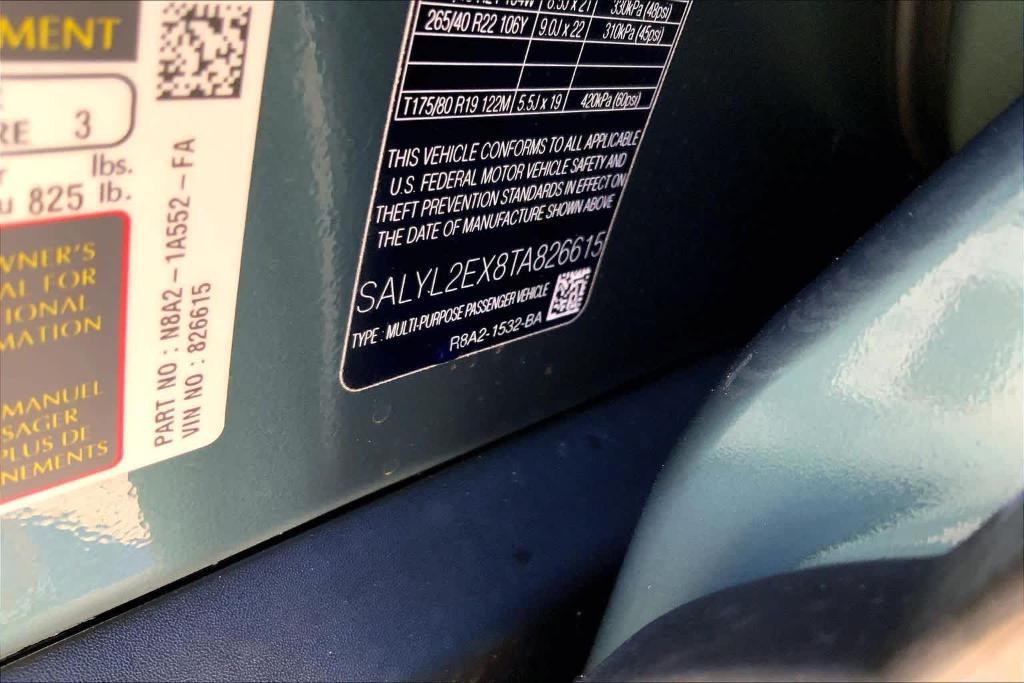 MENT
RE 3
lbs.
825 lb.
WNER'S
AL FOR
IONAL
MATION
MANUEL
SAGER
PLUS DE
NEMENTS
PART NO : N8A2-1A552-FA
VIN NO : 826615
330kPa (48psi)
265/40 R22 106Y 9.0J x 22 310kPa (45psi)
T175/80 R19 122M 5.5J x 19 420kPa (60psi)
THIS VEHICLE CONFORMS TO ALL APPLICABLE
U.S. FEDERAL MOTOR VEHICLE SAFETY AND
THEFT PREVENTION STANDARDS IN EFFECT ON
THE DATE OF MANUFACTURE SHOWN ABOVE
SALYL2EX8TA826615
TYPE : MULTI-PURPOSE PASSENGER VEHICLE
R8A2-1532-BA